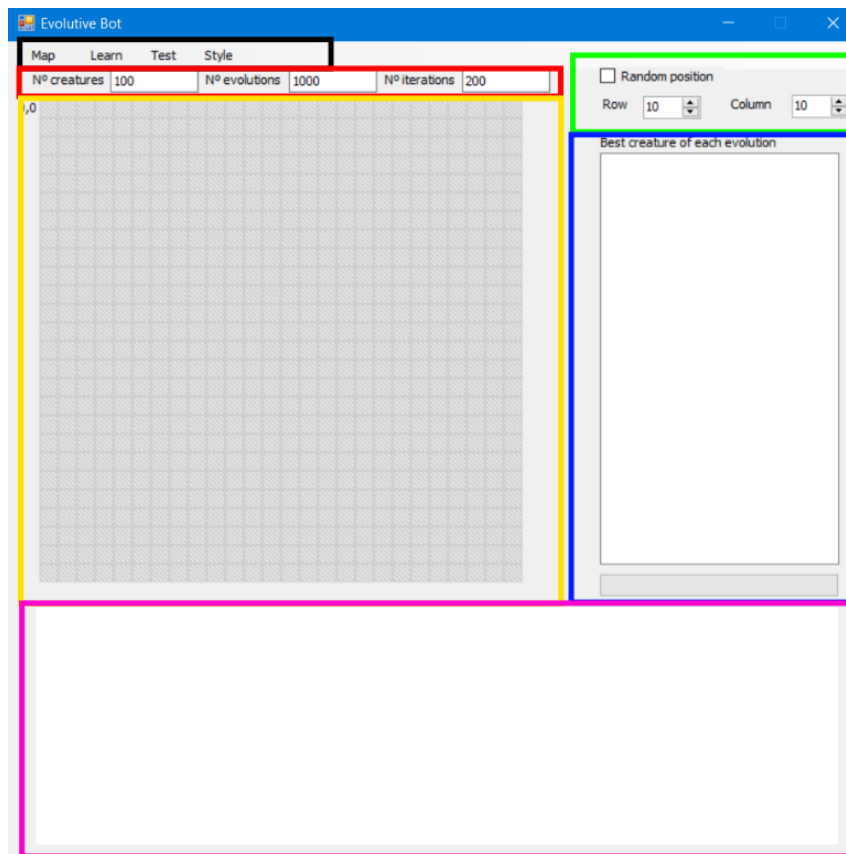 Evolutive Bot
Map Learn Test Style
Nº creatures 100 Nº evolutions 1000 Nº iterations 200
Random position
Row 10 Column 10
,0
Best creature of each evolution